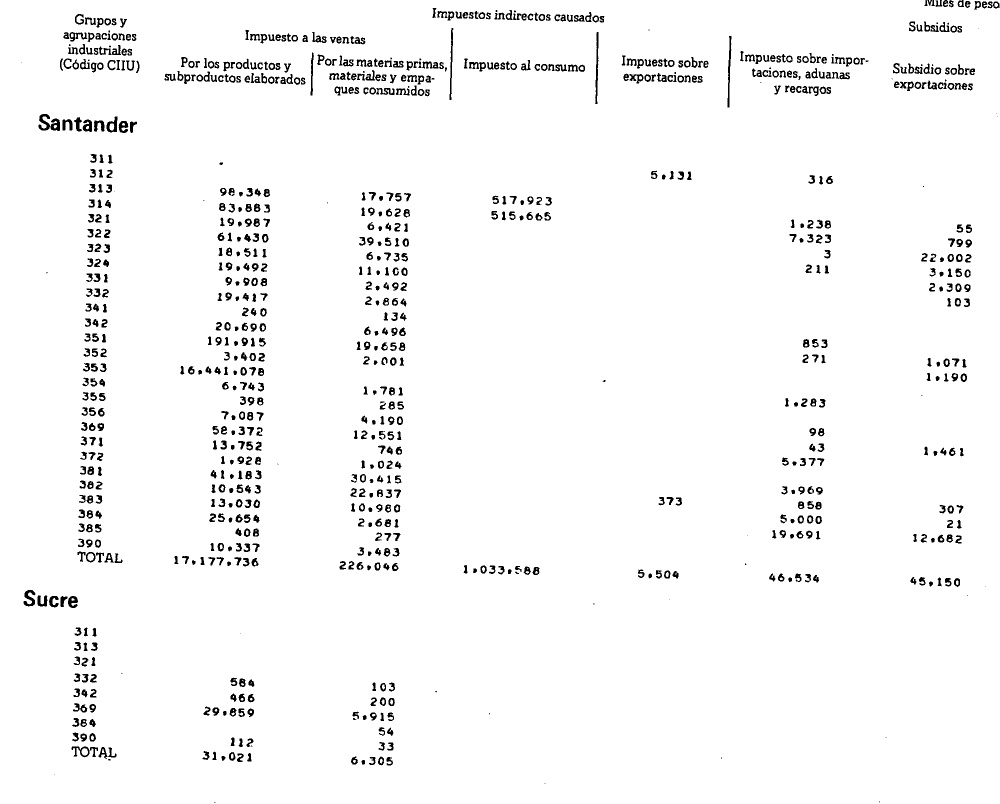 Miles de peso
Grupos y agrupaciones industriales (Código CIIU)
Impuestos indirectos causados
Subsidios
Impuesto a las ventas
Por los productos y subproductos elaborados
Por las materias primas, materiales y empa-
ques consumidos
Impuesto al consumo
Impuesto sobre exportaciones
Impuesto sobre impor-
taciones, aduanas y recargos
Subsidio sobre exportaciones
Santander
311 5.131 316
312
313 98.348 17.757 517.923
314 83.883 19.628 515.665 1.238 55
321 19.987 6.421 7.323 799
322 61.430 39.510 3 22.002
323 18.511 6.735 211 3.150
324 19.492 11.100 2.309
331 9.908 2.492 103
332 19.417 2.864
341 240 134
342 20.690 6.496 853
351 191.915 19.658 271 1.071
352 3.402 2.001 1.190
353 16.441.078
354 6.743 1.781 1.283
355 398 285
356 7.087 4.190 98
369 58.372 12.551 43 1.461
371 13.752 746 5.377
372 1.928 1.024
381 41.183 30.415 3.969
382 10.543 22.837 373 858 307
383 13.030 10.980 5.000 21
384 25.654 2.681 19.691 12.682
385 408 277
390 10.337 3.483
TOTAL 17.177.736 226.046 1.033.588 5.504 46.534 45.150
Sucre
311
313
321
332 584 103
342 466 200
369 29.859 5.915
384 54
390 112 33
TOTAL 31.021 6.305